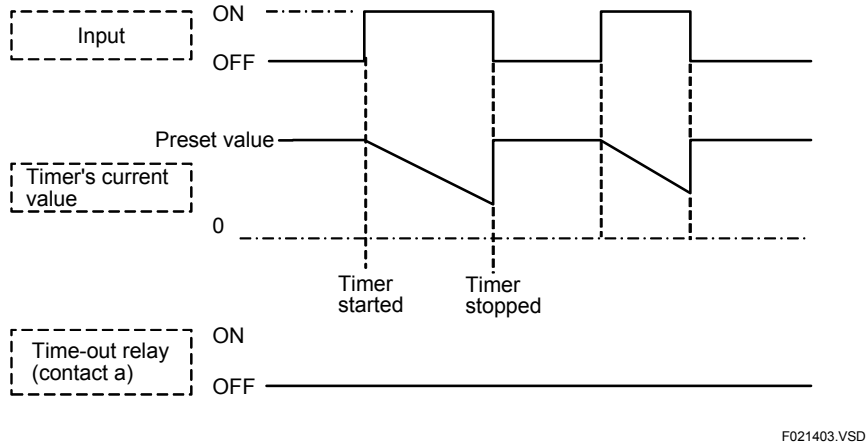 ON
Input
OFF
Preset value
Timer's current
value
0
Timer
started
Timer
stopped
ON
Time-out relay
(contact a)
OFF
F021403.VSD